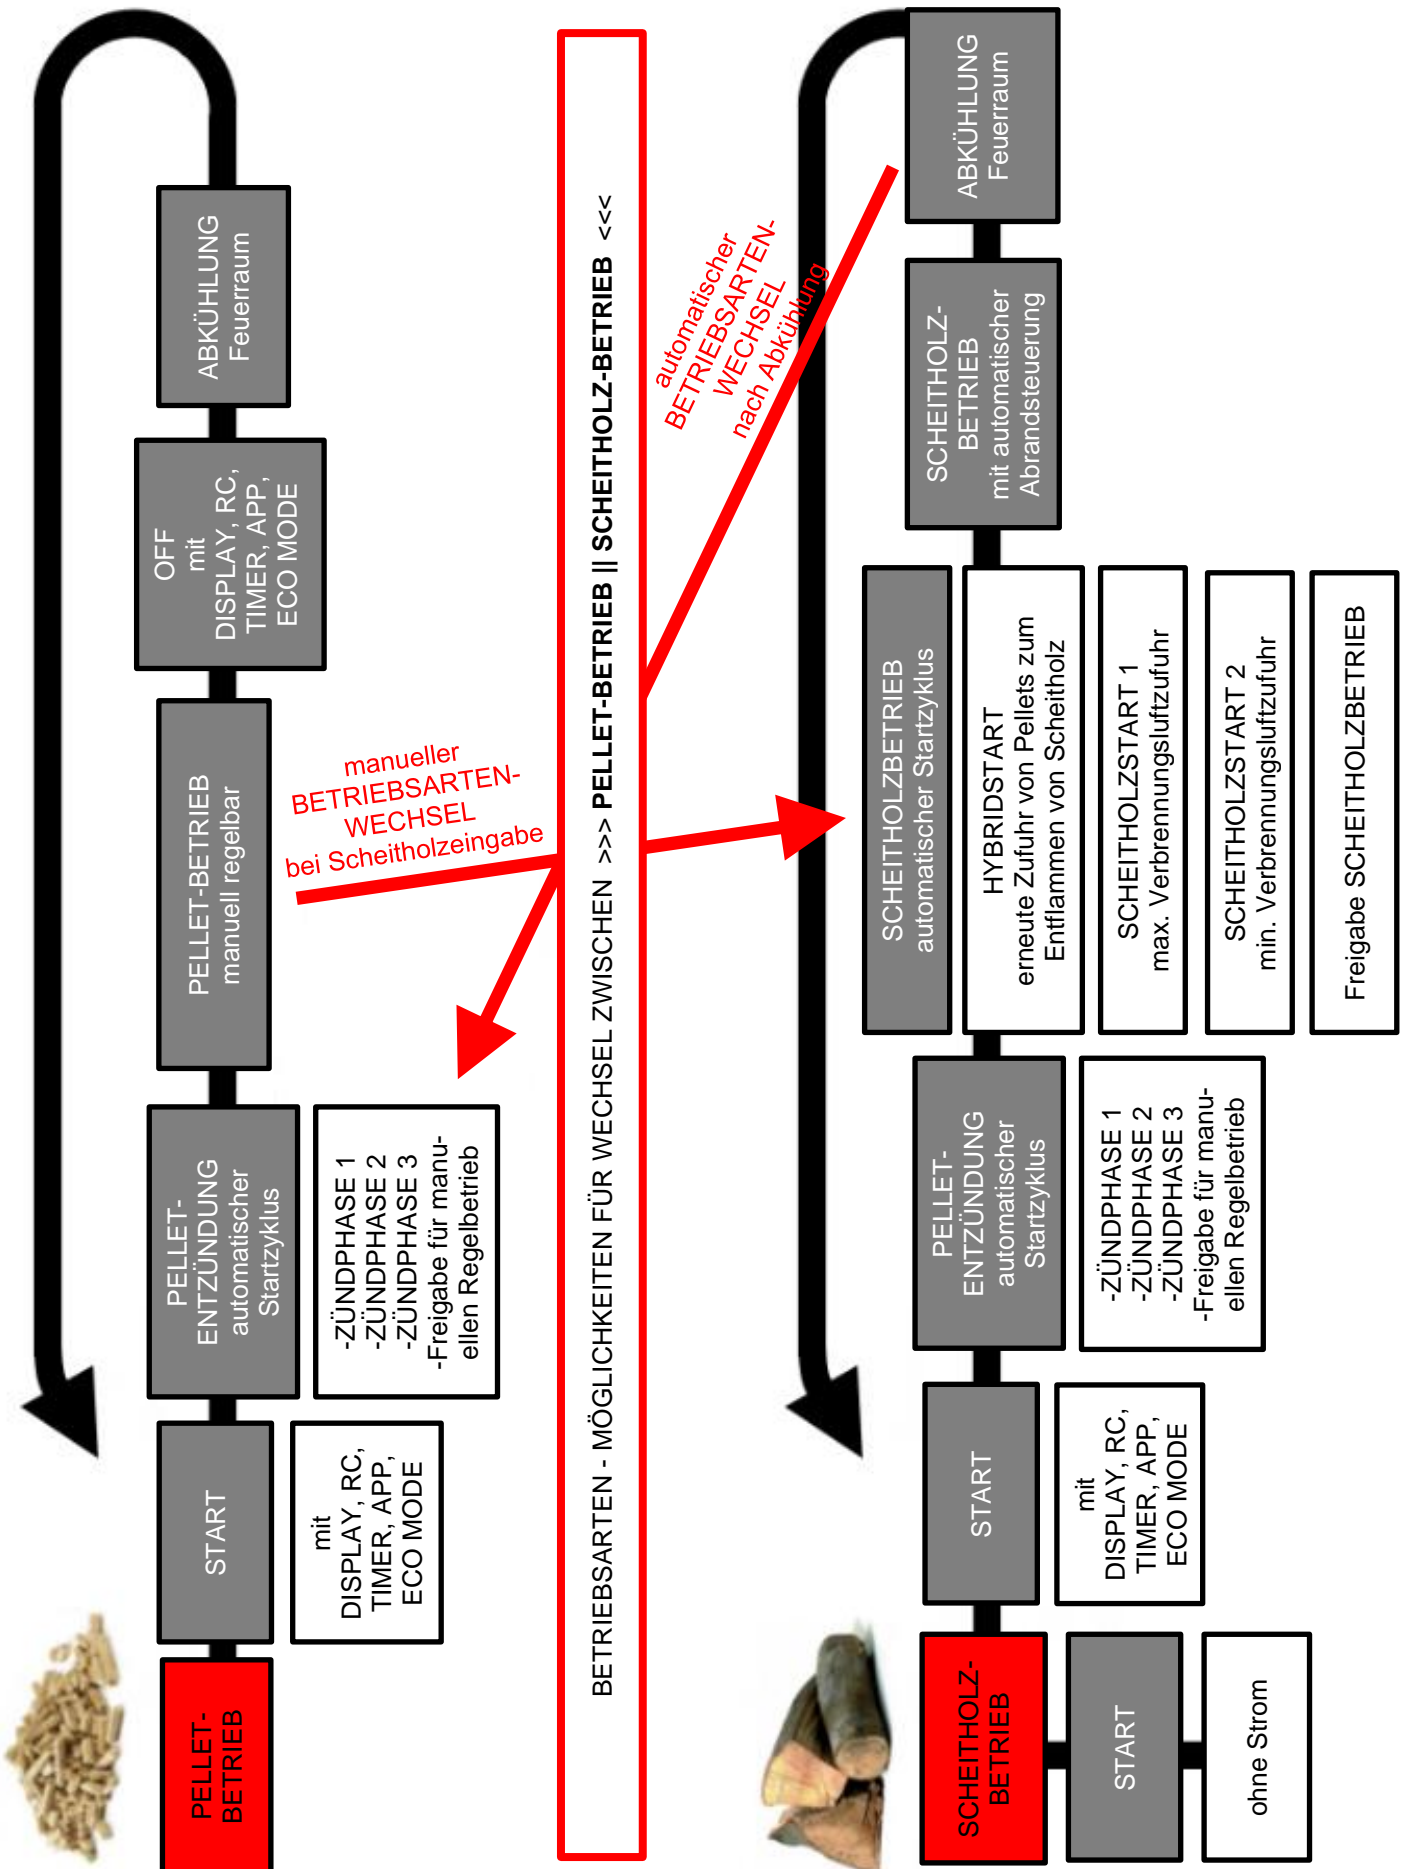 PELLET-
BETRIEB
START
mit
DISPLAY, RC,
TIMER, APP,
ECO MODE
PELLET-
ENTZÜNDUNG
automatischer
Startzyklus
-ZÜNDPHASE 1
-ZÜNDPHASE 2
-ZÜNDPHASE 3
-Freigabe für manu-
ellen Regelbetrieb
PELLET-BETRIEB
manuell regelbar
OFF
mit
DISPLAY, RC,
TIMER, APP,
ECO MODE
ABKÜHLUNG
Feuerraum
manueller
BETRIEBSARTEN-
WECHSEL
bei Scheitholzeingabe
BETRIEBSARTEN - MÖGLICHKEITEN FÜR WECHSEL ZWISCHEN >>> PELLET-BETRIEB || SCHEITHOLZ-BETRIEB <<<
automatischer
BETRIEBSARTEN-
WECHSEL
nach Abkühlung
SCHEITHOLZ-
BETRIEB
START
ohne Strom
START
mit
DISPLAY, RC,
TIMER, APP,
ECO MODE
PELLET-
ENTZÜNDUNG
automatischer
Startzyklus
-ZÜNDPHASE 1
-ZÜNDPHASE 2
-ZÜNDPHASE 3
-Freigabe für manu-
ellen Regelbetrieb
SCHEITHOLZBETRIEB
automatischer Startzyklus
HYBRIDSTART
erneute Zufuhr von Pellets zum
Entflammen von Scheitholz
SCHEITHOLZSTART 1
max. Verbrennungsluftzufuhr
SCHEITHOLZSTART 2
min. Verbrennungsluftzufuhr
Freigabe SCHEITHOLZBETRIEB
SCHEITHOLZ-
BETRIEB
mit automatischer
Abrandsteuerung
ABKÜHLUNG
Feuerraum